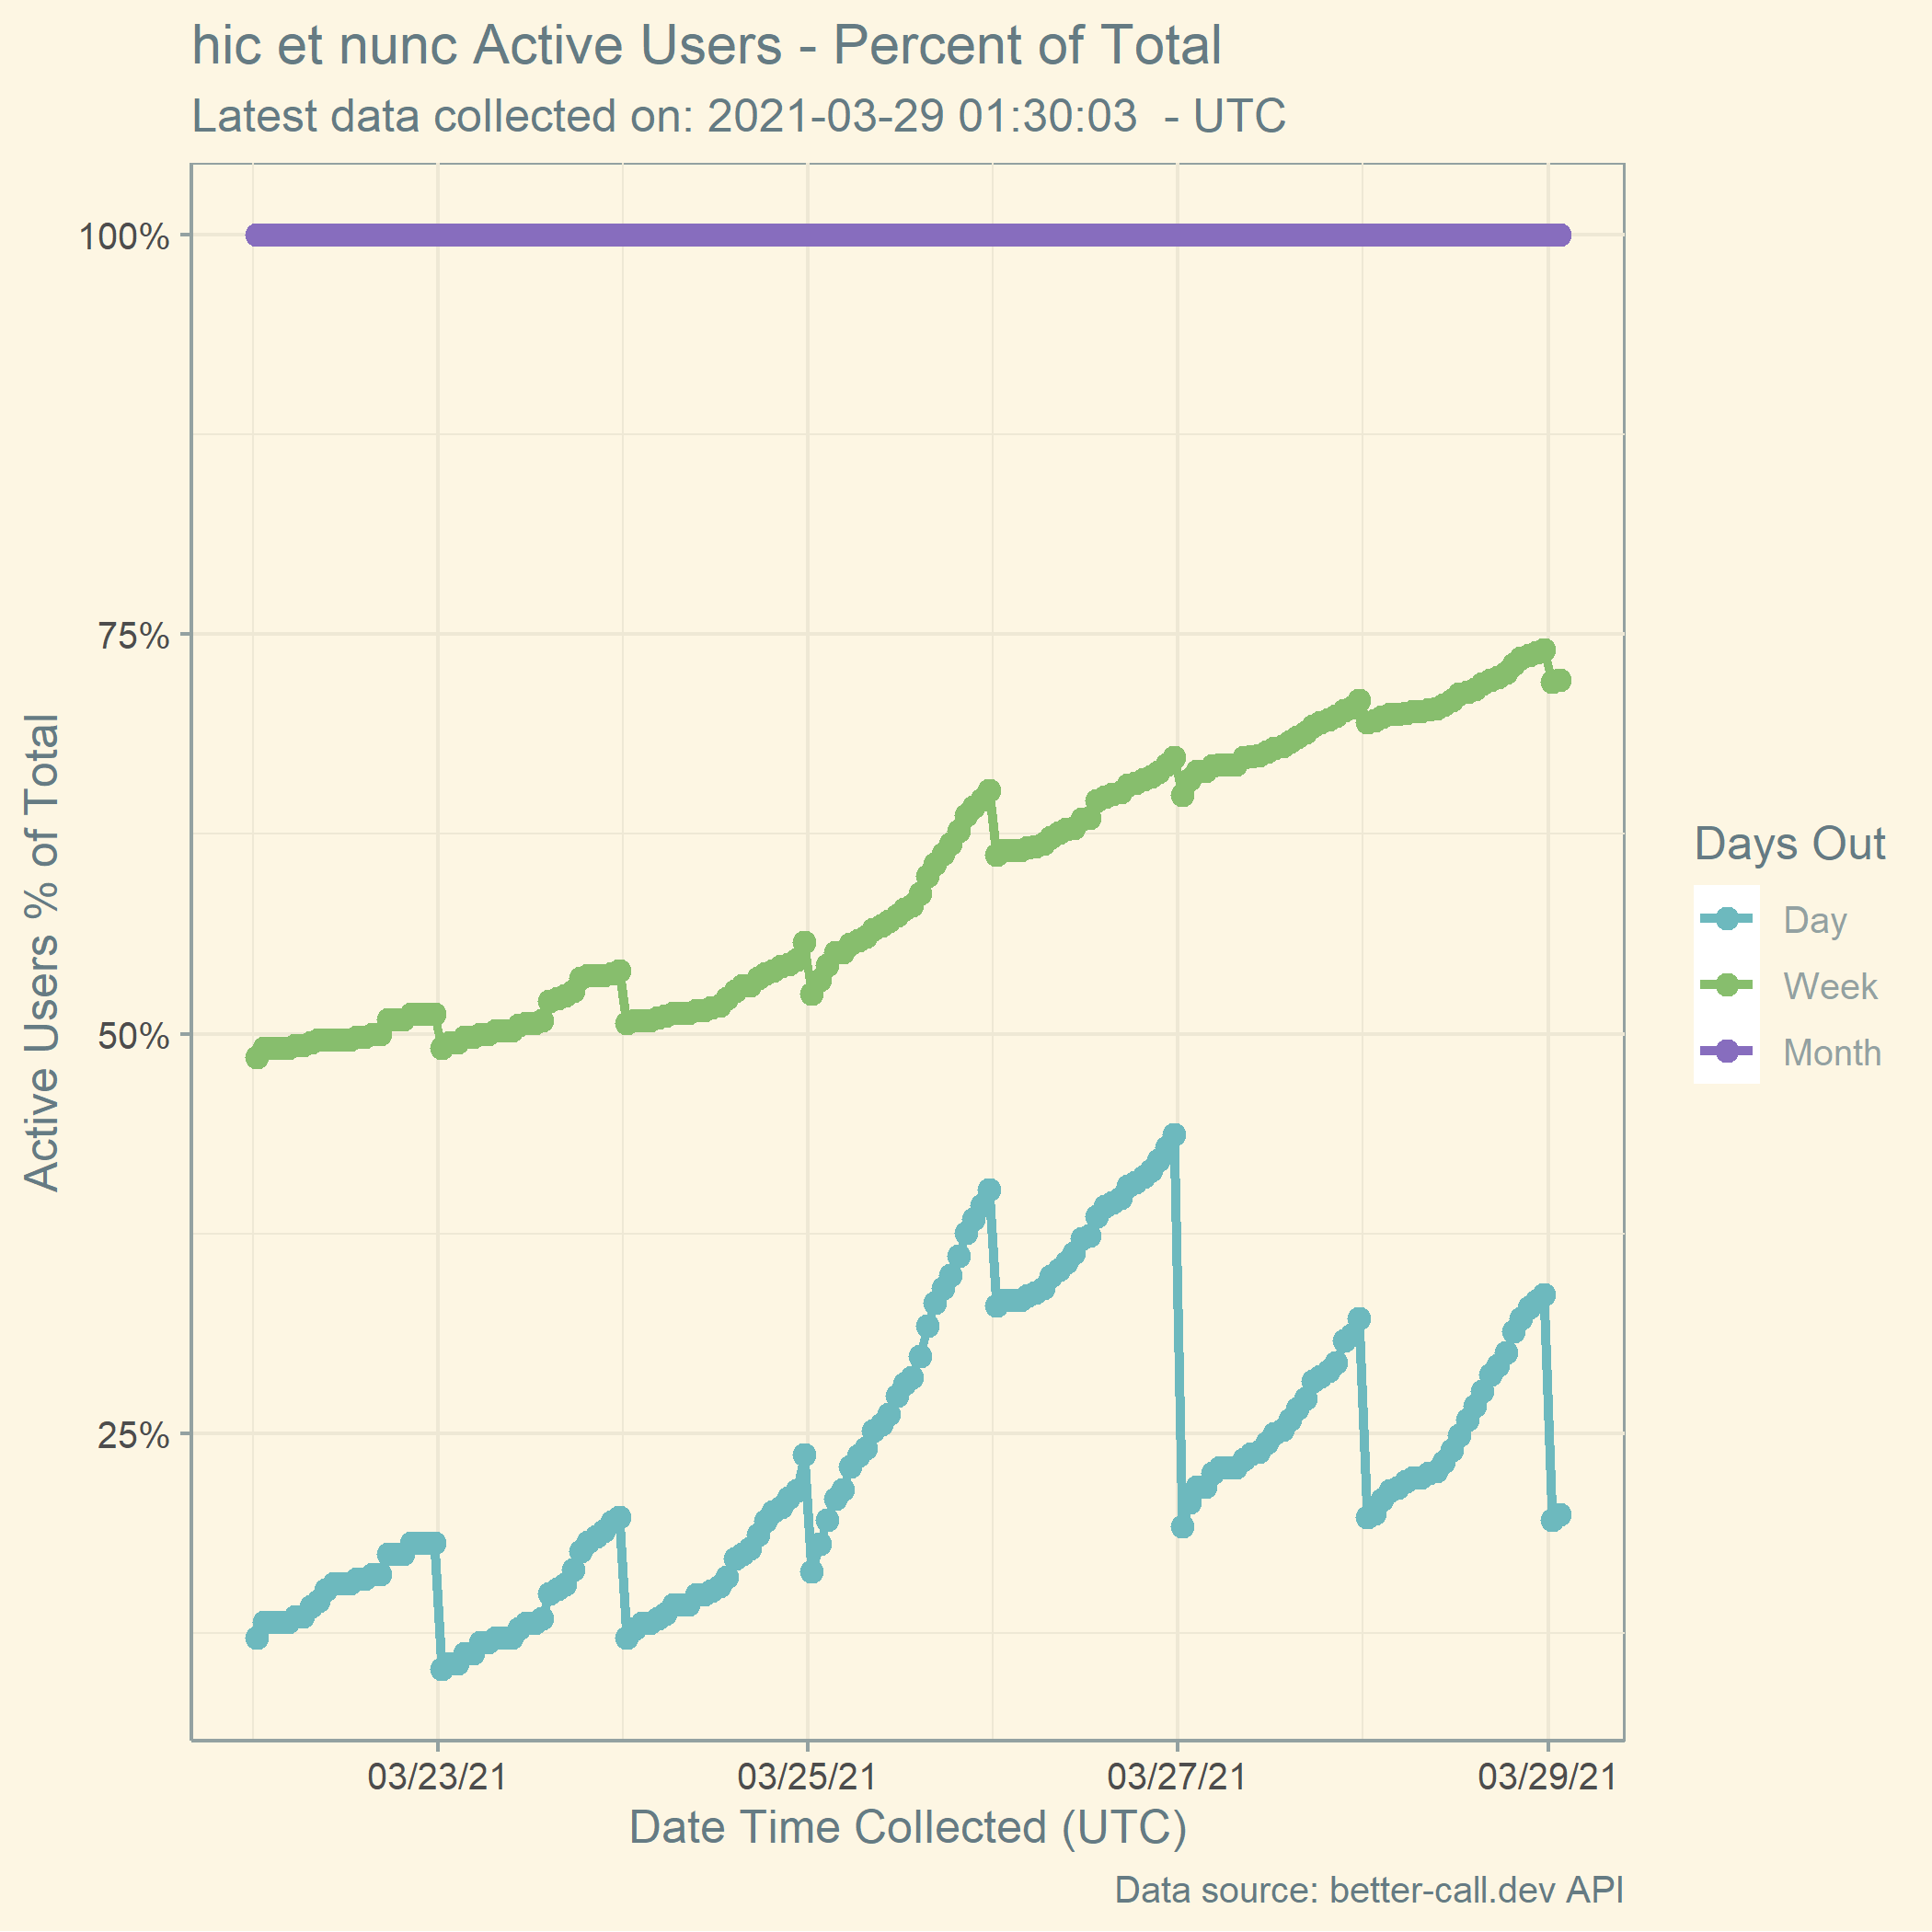 hic et nunc Active Users - Percent of Total
Latest data collected on: 2021-03-29 01:30:03  - UTC
100%
75%
50%
25%
Active Users % of Total
03/23/21
03/25/21
03/27/21
03/29/21
Date Time Collected (UTC)
Days Out
Day
Week
Month
Data source: better-call.dev API